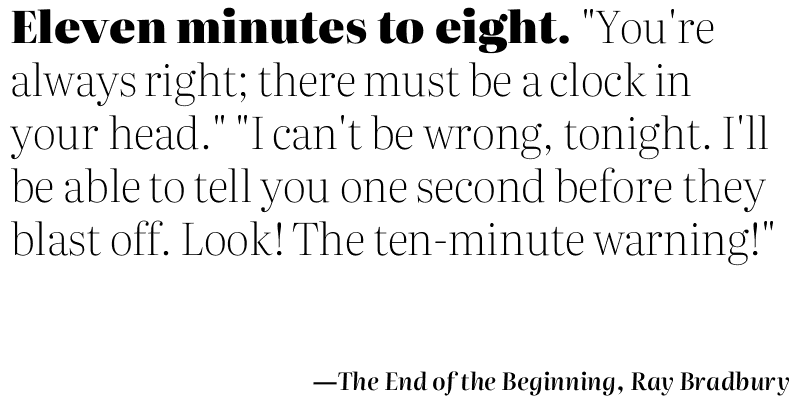 Eleven minutes to eight. "You're
always right; there must be a clock in
your head." "I can't be wrong, tonight. I'll
be able to tell you one second before they
blast off. Look! The ten-minute warning!"
—The End of the Beginning, Ray Bradbury